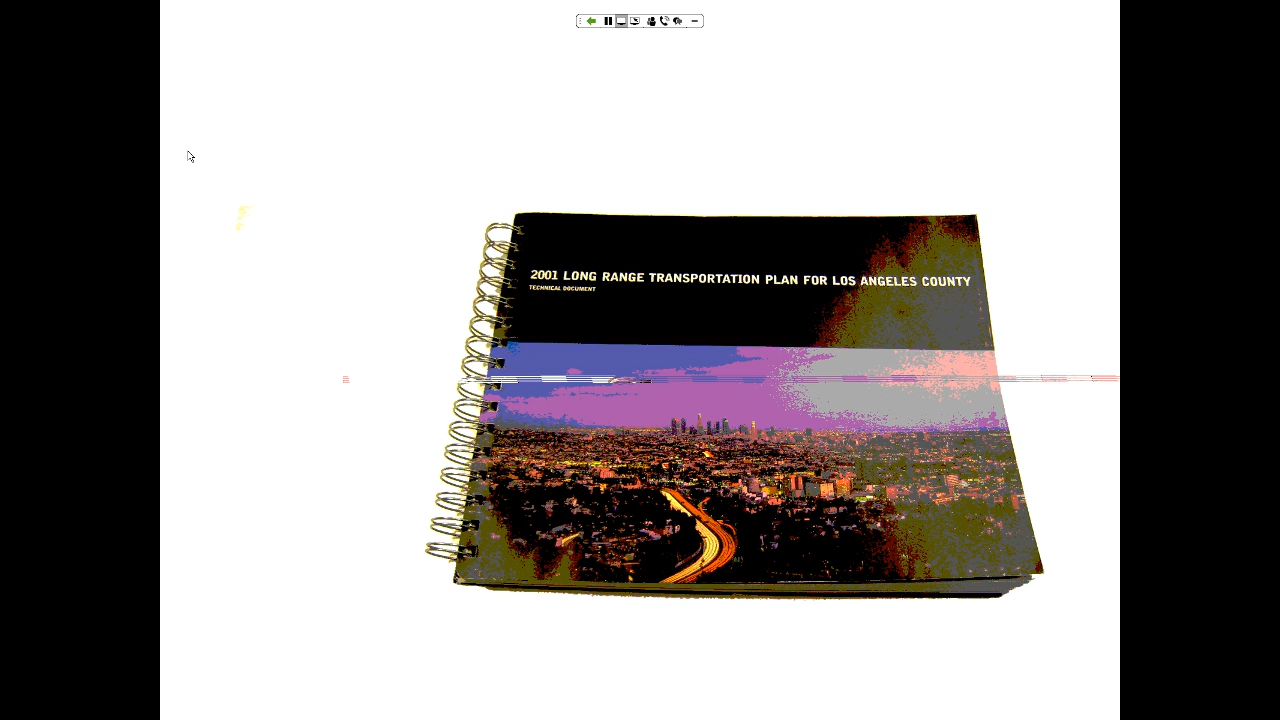 2001 LONG RANGE TRANSPORTATION PLAN FOR LOS ANGELES COUNTY
TECHNICAL DOCUMENT